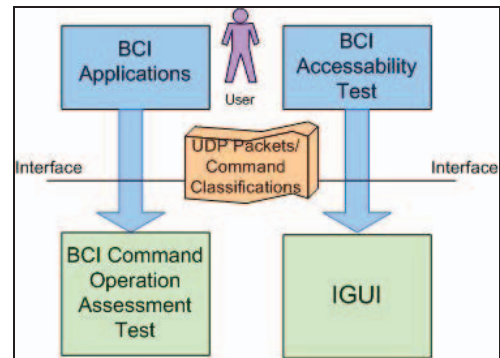 BCI
Applications
User
BCI
Accessability
Test
Interface
UDP Packets/
Command
Classifications
Interface
BCI Command
Operation
Assessment
Test
IGUI